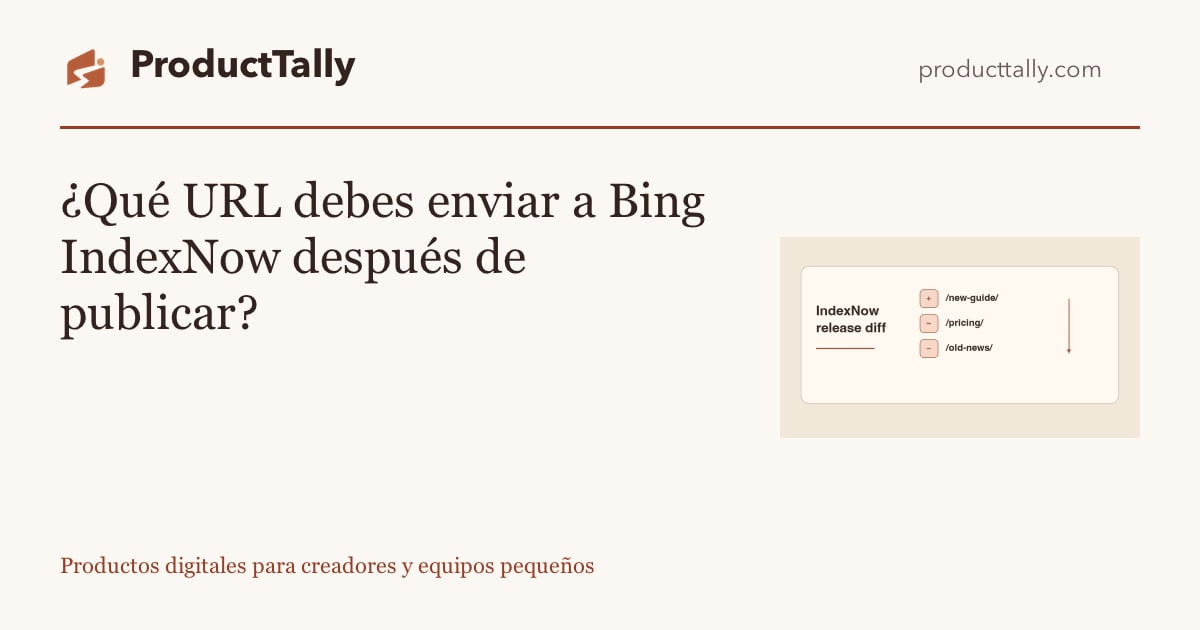 ProductTally
producttally.com
¿Qué URL debes enviar a Bing
IndexNow después de
publicar?
IndexNow
release diff
+ /new-guide/
– /pricing/
– /old-news/
Productos digitales para creadores y equipos pequeños